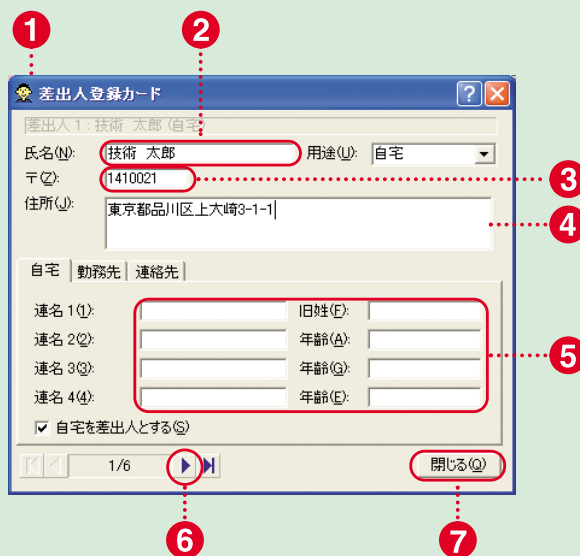 1 2
差出人登録カード
差出人 1:技術 太郎(自宅)
氏名(N): 技術 太郎 用途(U): 自宅
〒(Z): 1410021 3
住所(J): 東京都品川区上大崎3-1-1 4
自宅 勤務先 連絡先
連名 1(1): 旧姓(F):
連名 2(2): 年齢(A):
5
連名 3(3): 年齢(G):
連名 4(4): 年齢(E):
自宅を差出人とする(S)
1/6 閉じる(Q)
6 7